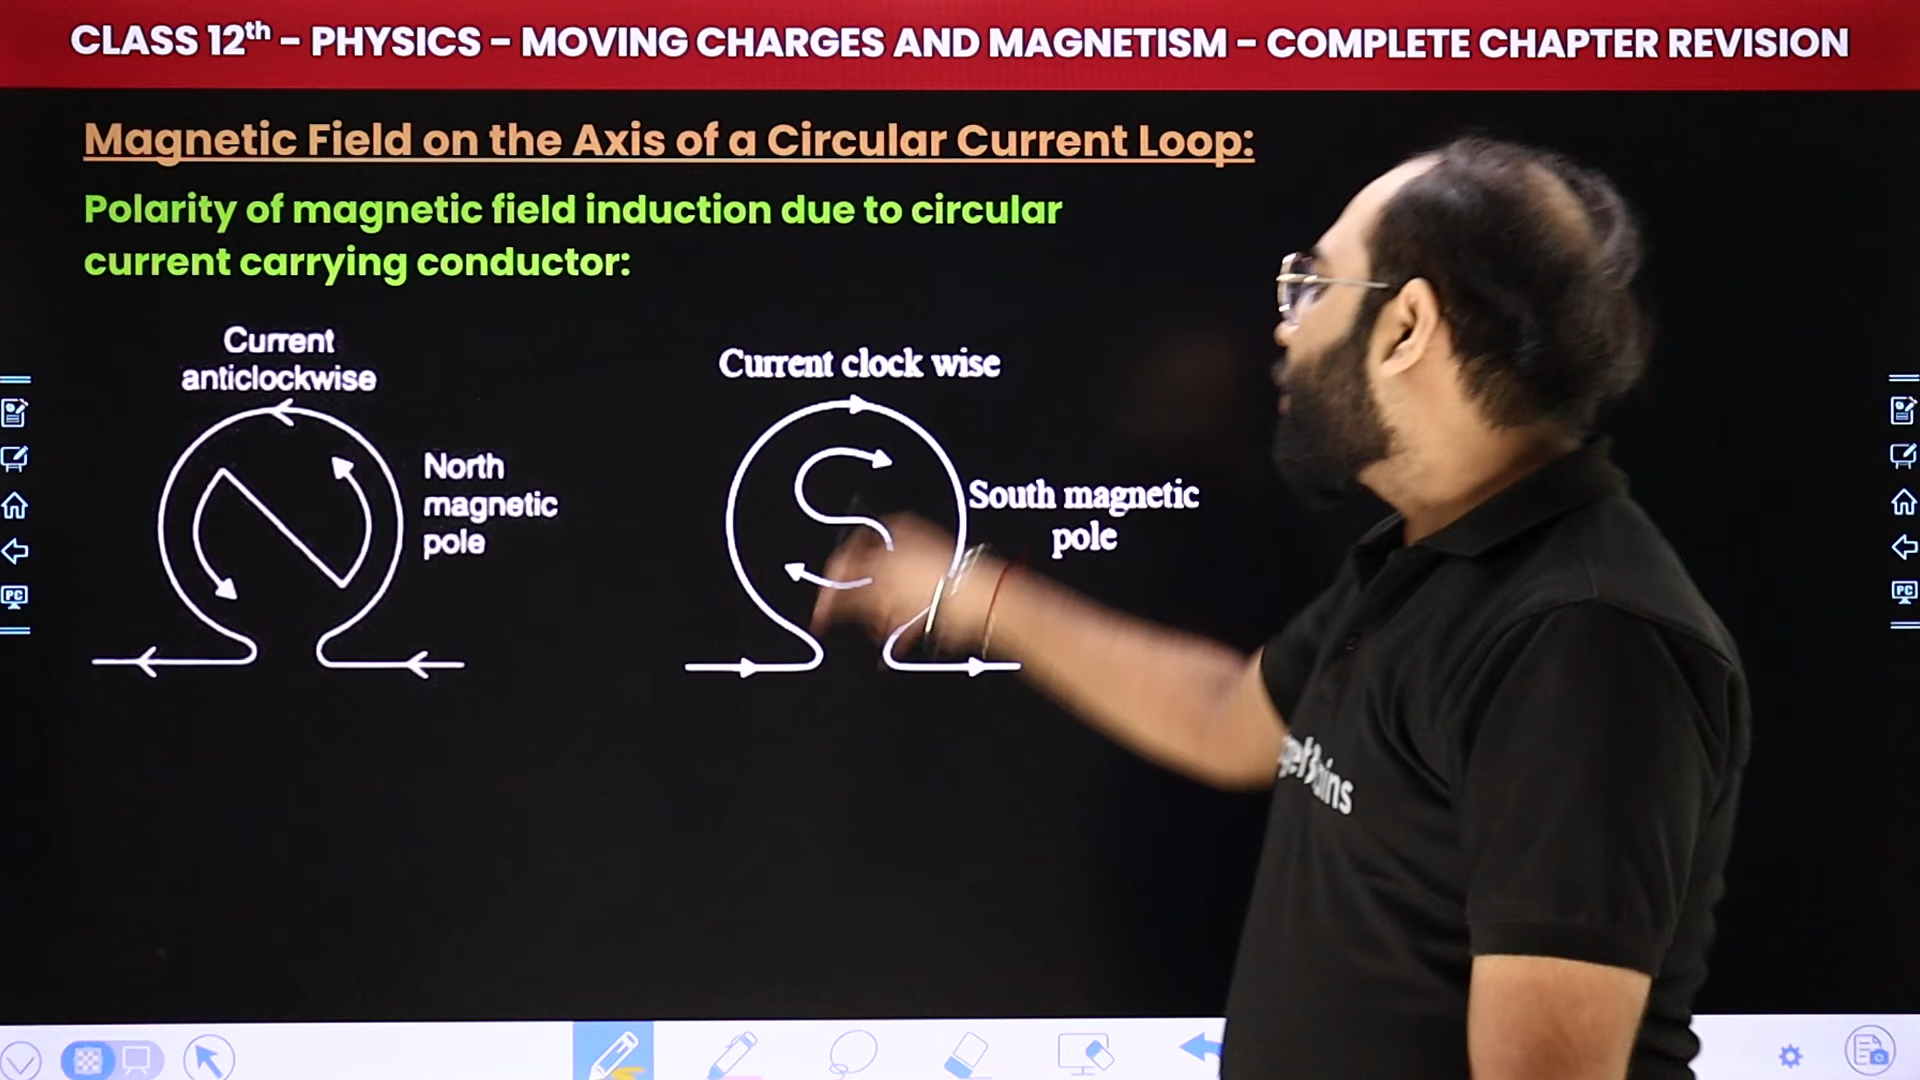 CLASS 12th - PHYSICS - MOVING CHARGES AND MAGNETISM - COMPLETE CHAPTER REVISION
Magnetic Field on the Axis of a Circular Current Loop:
Polarity of magnetic field induction due to circular
current carrying conductor:
Current
anticlockwise
North
magnetic
pole
Current clock wise
South magnetic
pole
PC
PC